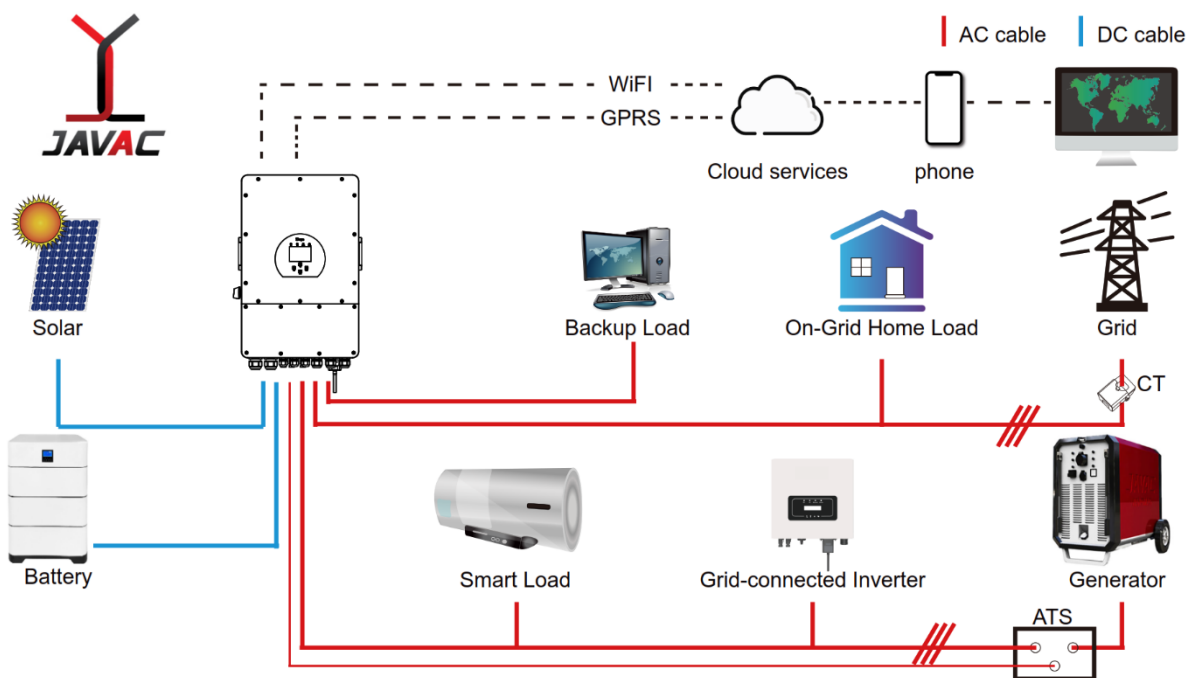 AC cable
DC cable
JAVAC
WiFI
GPRS
Cloud services
phone
Solar
Backup Load
On-Grid Home Load
Grid
CT
Battery
Smart Load
Grid-connected Inverter
Generator
ATS